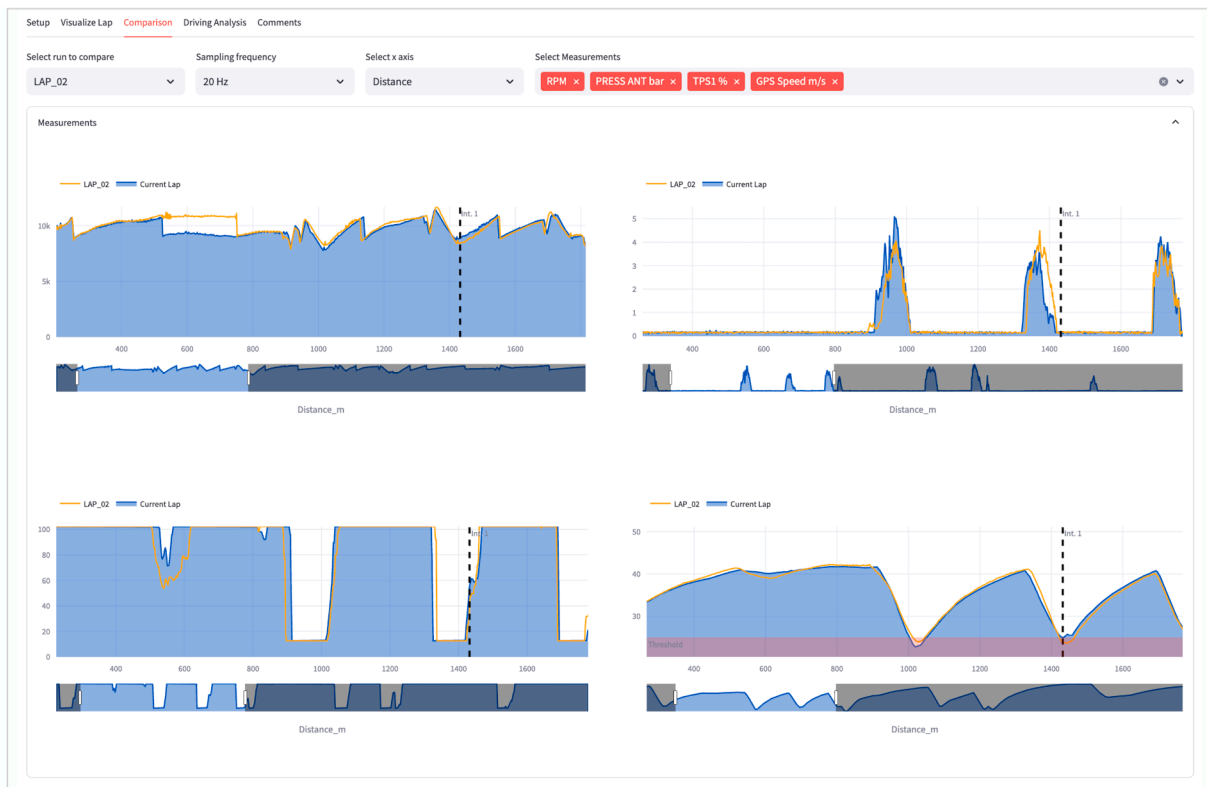 Setup Visualize Lap Comparison Driving Analysis Comments
Select run to compare Sampling frequency Select x axis Select Measurements
LAP_02 20 Hz Distance RPM × PRESS ANT bar × TPS1 % × GPS Speed m/s ×
Measurements
LAP_02 Current Lap
Int. 1
10k
5k
0
400 600 800 1000 1200 1400 1600
Distance_m
LAP_02 Current Lap
Int. 1
5
4
3
2
1
0
400 600 800 1000 1200 1400 1600
Distance_m
LAP_02 Current Lap
Int. 1
100
80
60
40
20
0
400 600 800 1000 1200 1400 1600
Distance_m
LAP_02 Current Lap
50
Int. 1
40
30
Threshold
400 600 800 1000 1200 1400 1600
Distance_m